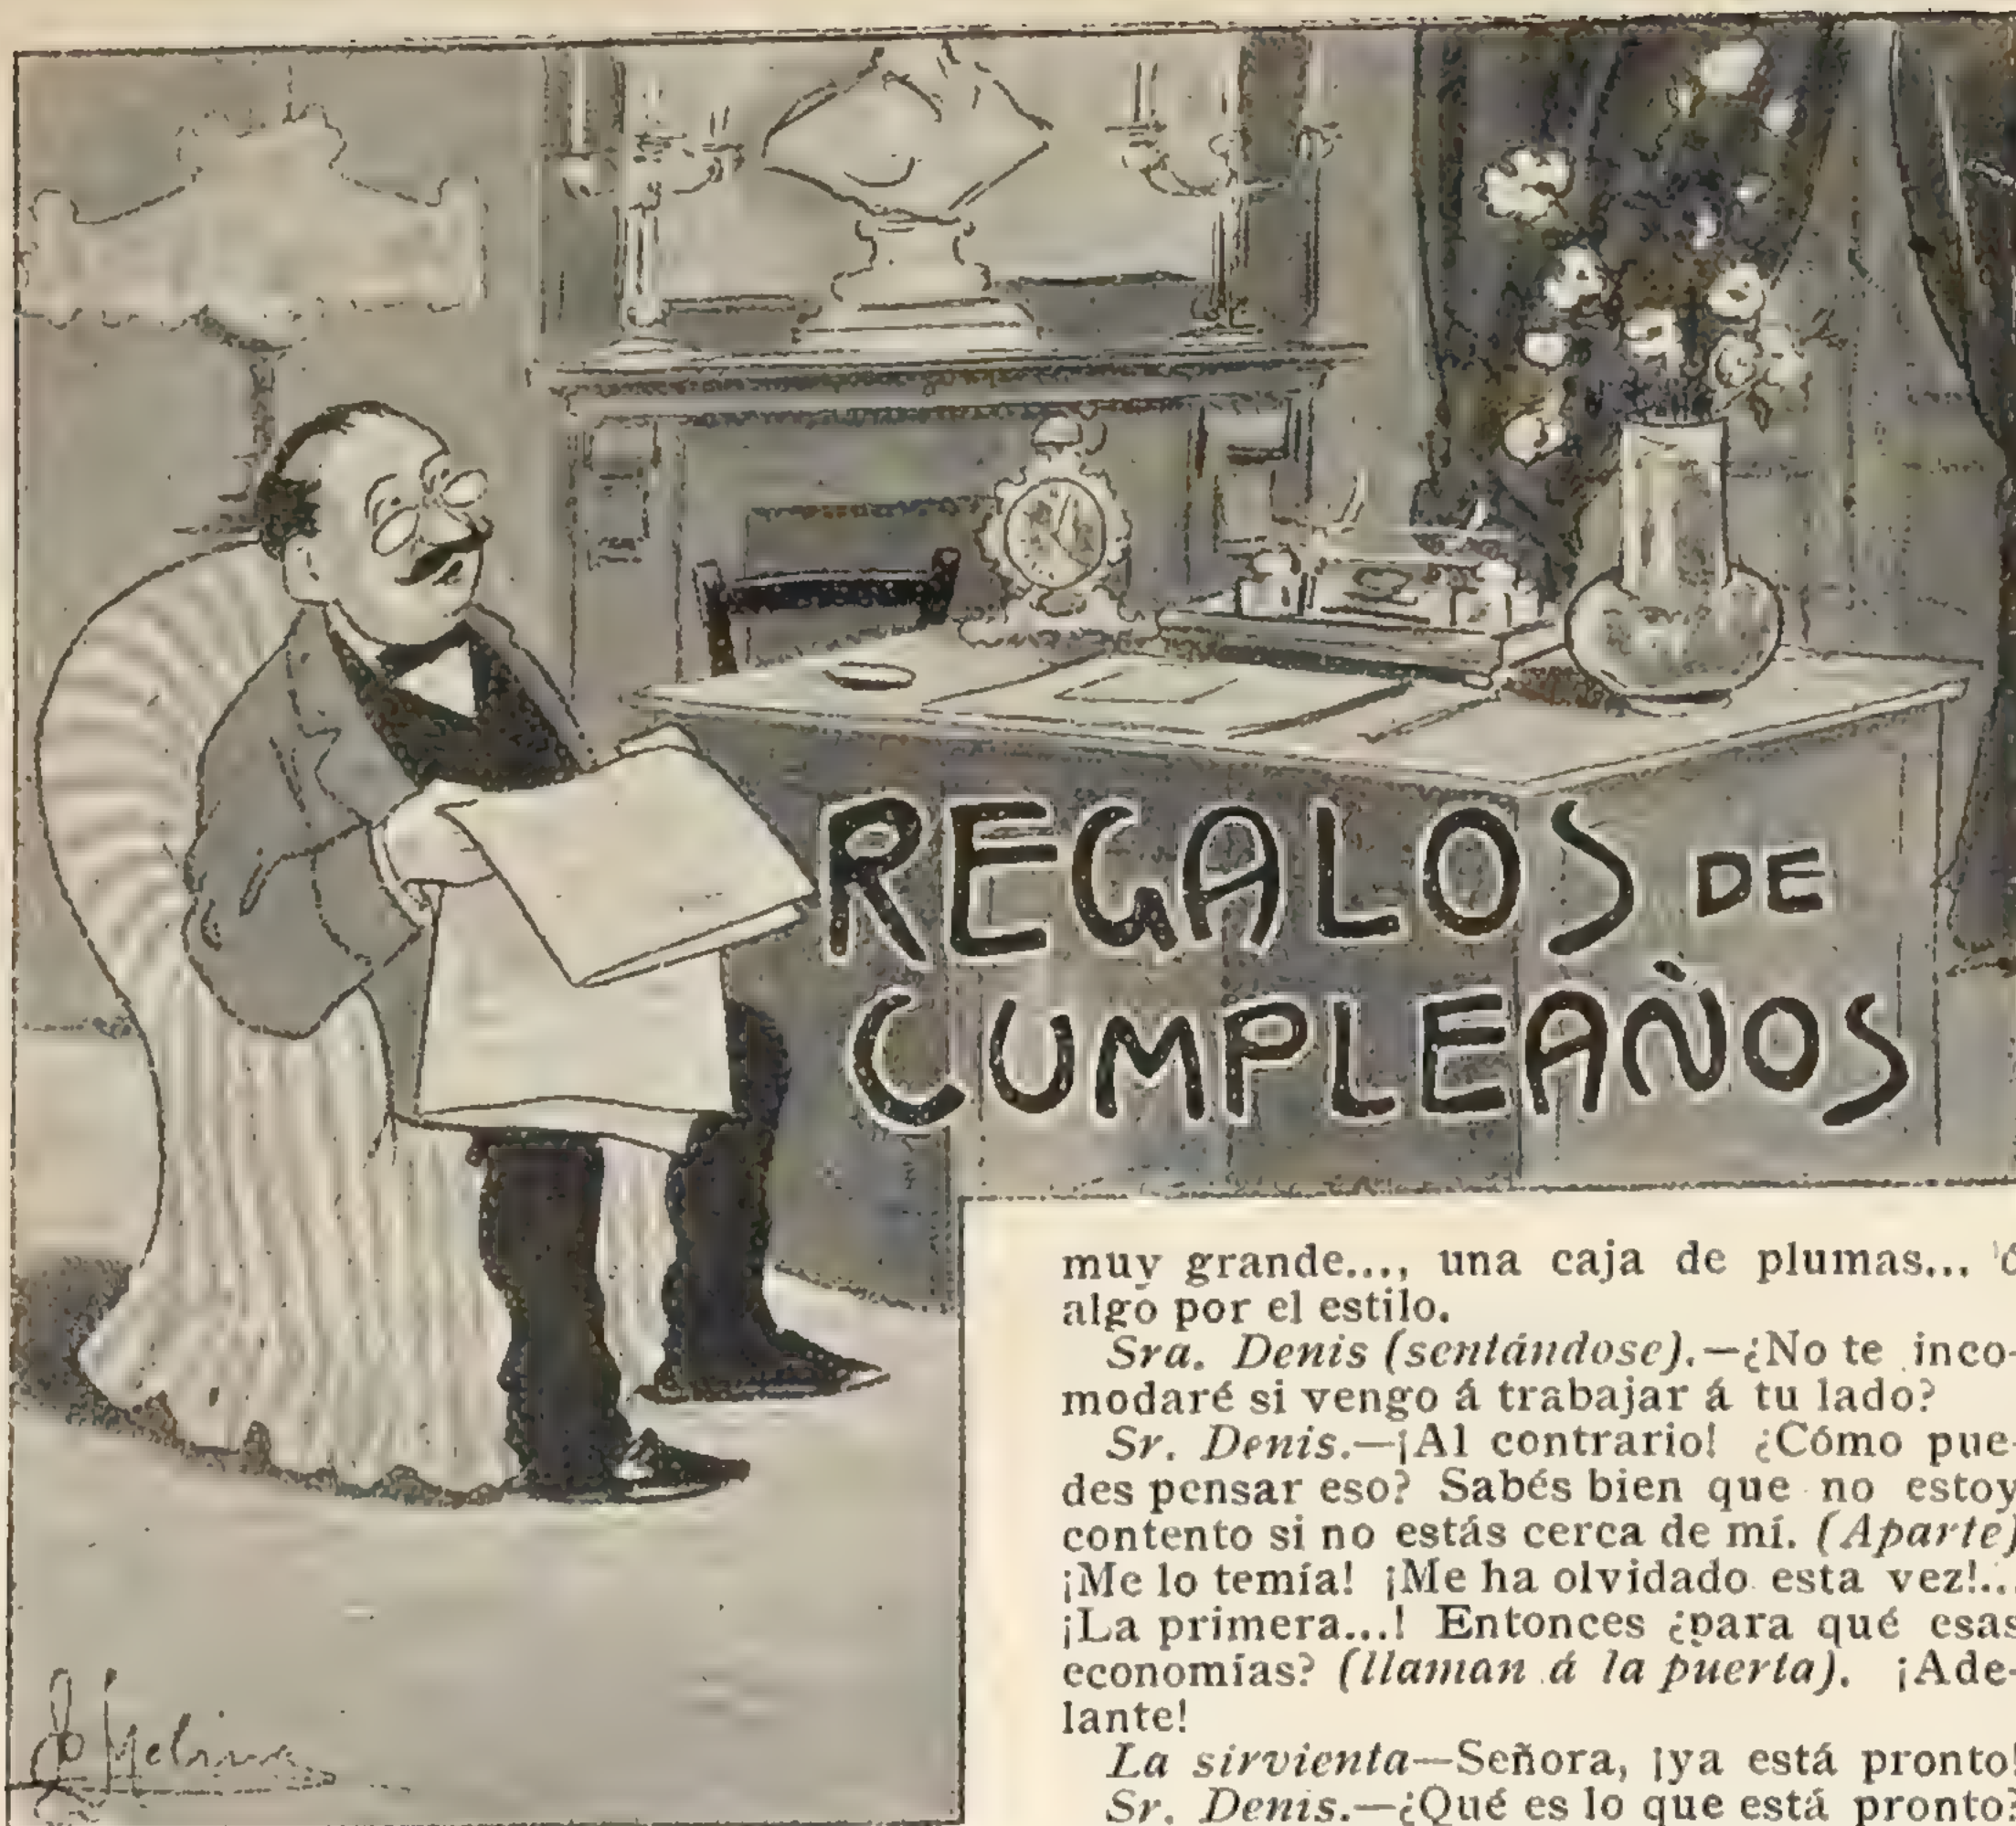 REGALOS DE
CUMPLEAÑOS
muy grande..., una caja de plumas... ó
algo por el estilo.
Sra. Denis (sentándose).—¿No te inco-
modaré si vengo á trabajar á tu lado?
Sr. Denis.—¡Al contrario! ¿Cómo pue-
des pensar eso? Sabés bien que no estoy
contento si no estás cerca de mí. (Aparte)
¡Me lo temía! ¡Me ha olvidado esta vez!...
¡La primera...! Entonces ¿para qué esas
economías? (llaman á la puerta). ¡Ade-
lante!
La sirvienta—Señora, ¡ya está pronto!
Sr. Denis.—¿Qué es lo que está pronto?